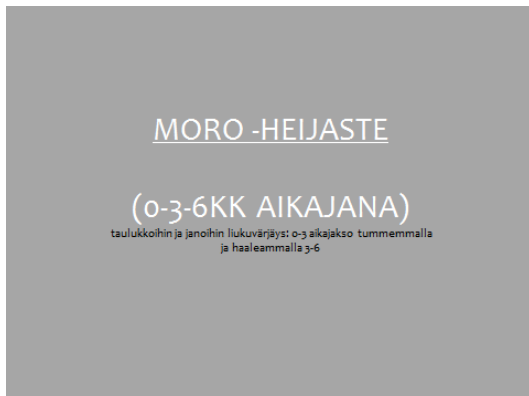 MORO -HEIJASTE
(0-3-6KK AIKAJANA)
taulukkoihin ja janoihin liukuvärjäys: 0-3 aikajakso tummemmalla
ja haaleammalla 3-6